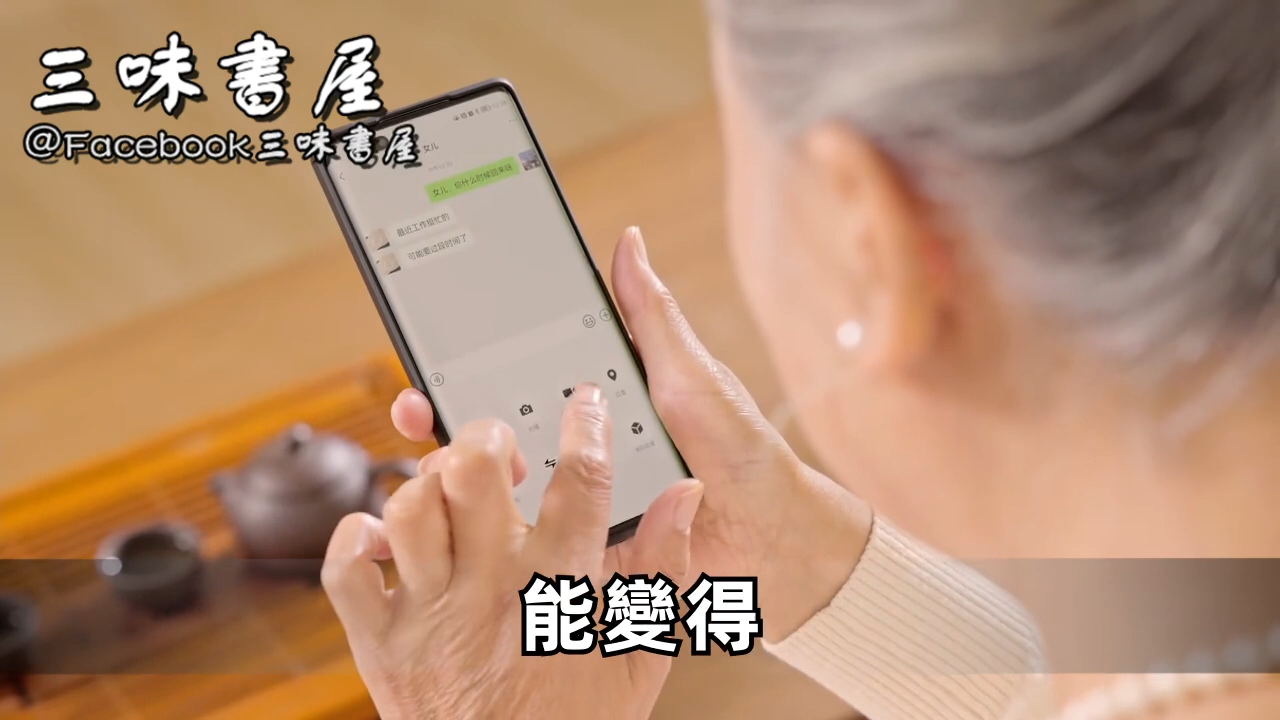 三味書屋
@Facebook三味書屋
女儿
女儿，你什么时候回来呀
最近工作挺忙的
可能要过段时间了
能變得